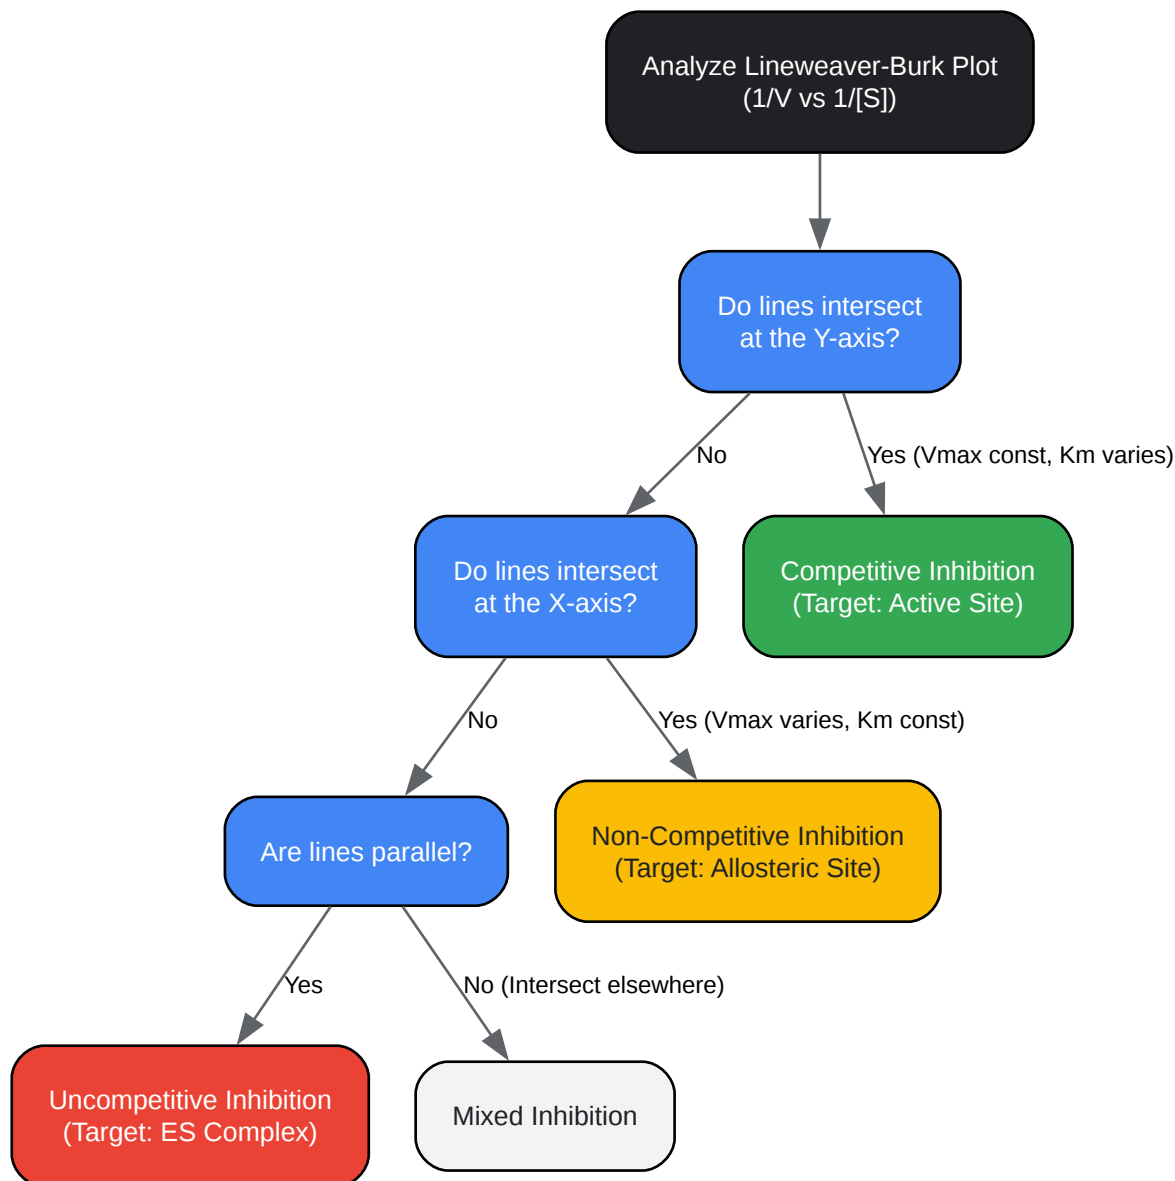 Analyze Lineweaver-Burk Plot
(1/V vs 1/[S])
Do lines intersect
at the Y-axis?
No
Yes (Vmax const, Km varies)
Do lines intersect
at the X-axis?
Competitive Inhibition
(Target: Active Site)
No
Yes (Vmax varies, Km const)
Are lines parallel?
Non-Competitive Inhibition
(Target: Allosteric Site)
Yes
No (Intersect elsewhere)
Uncompetitive Inhibition
(Target: ES Complex)
Mixed Inhibition